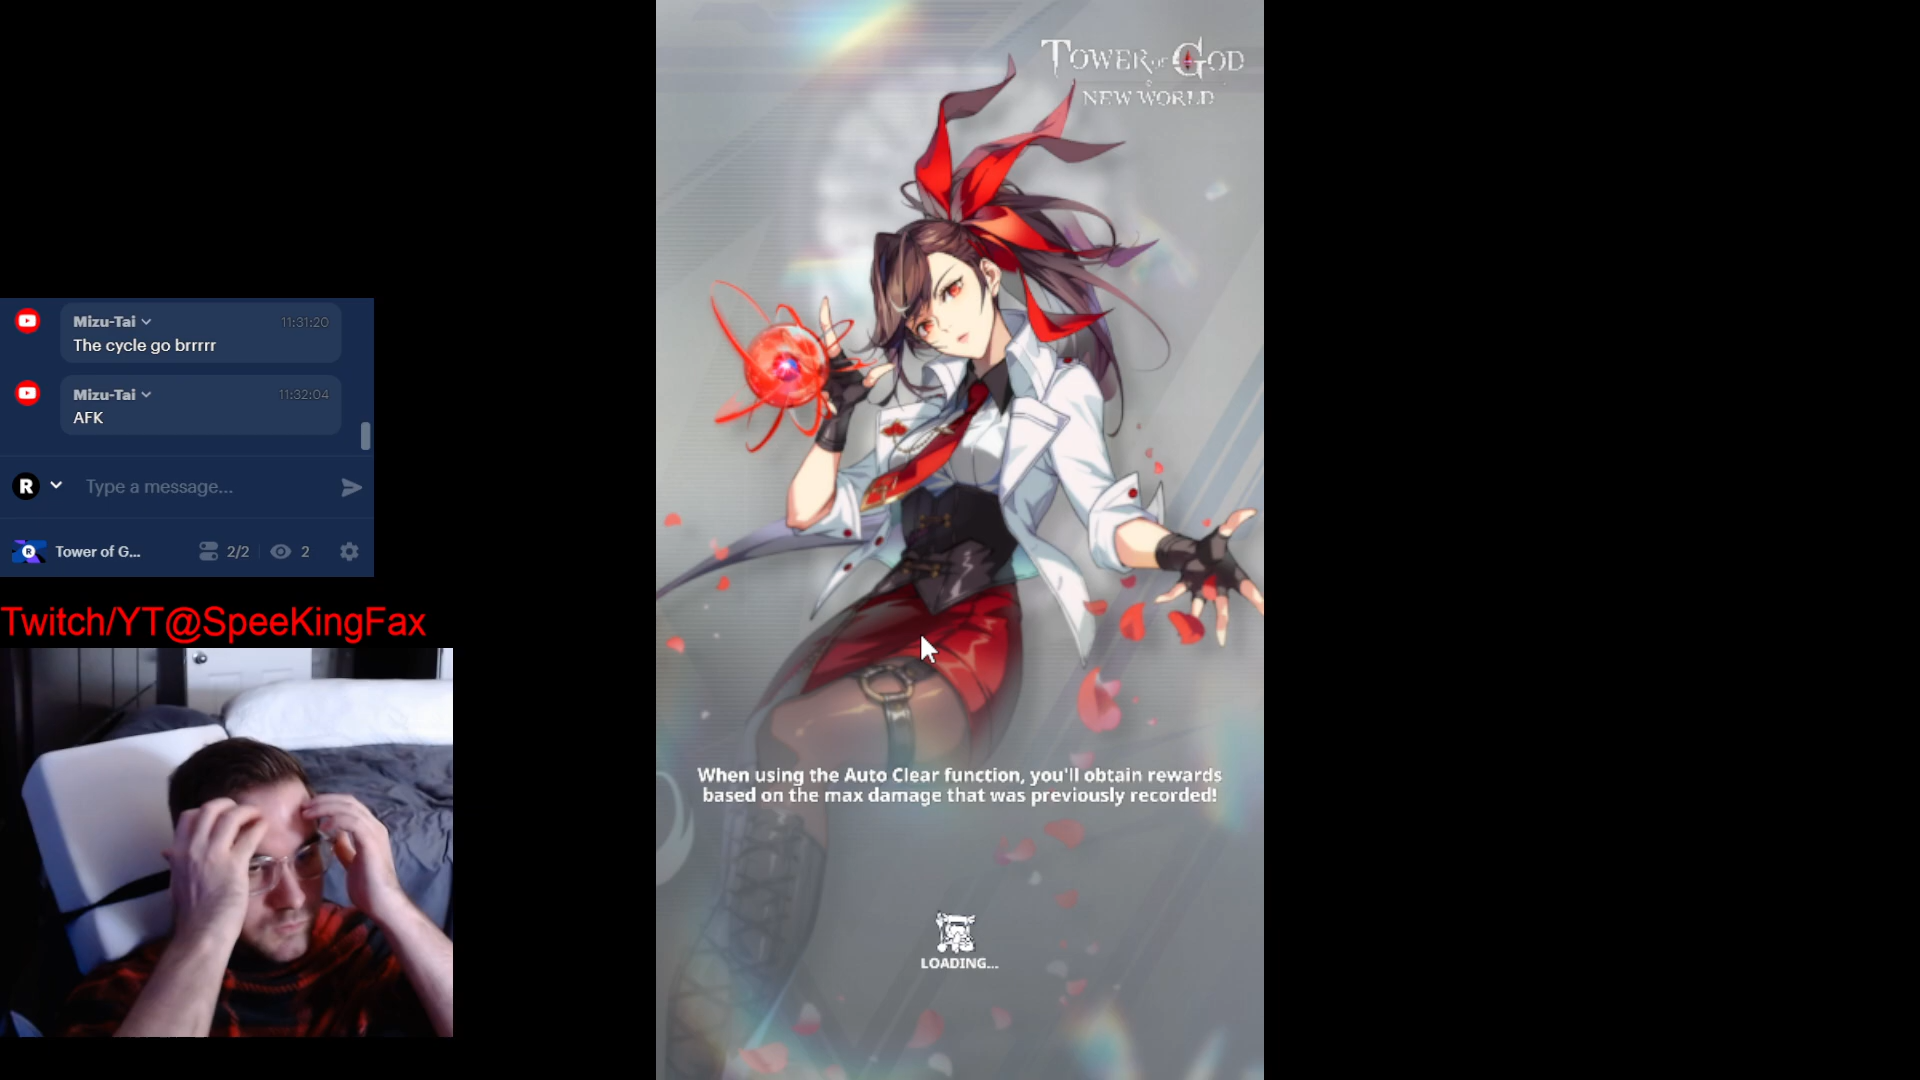 Mizu-Tai 11:31:20
The cycle go brrrrr
Mizu-Tai 11:32:04
AFK
R
Type a message...
R Tower of G... 2/2 2
Twitch/YT@SpeeKingFax
TOWER OF GOD
NEW WORLD
When using the Auto Clear function, you'll obtain rewards
based on the max damage that was previously recorded!
LOADING...